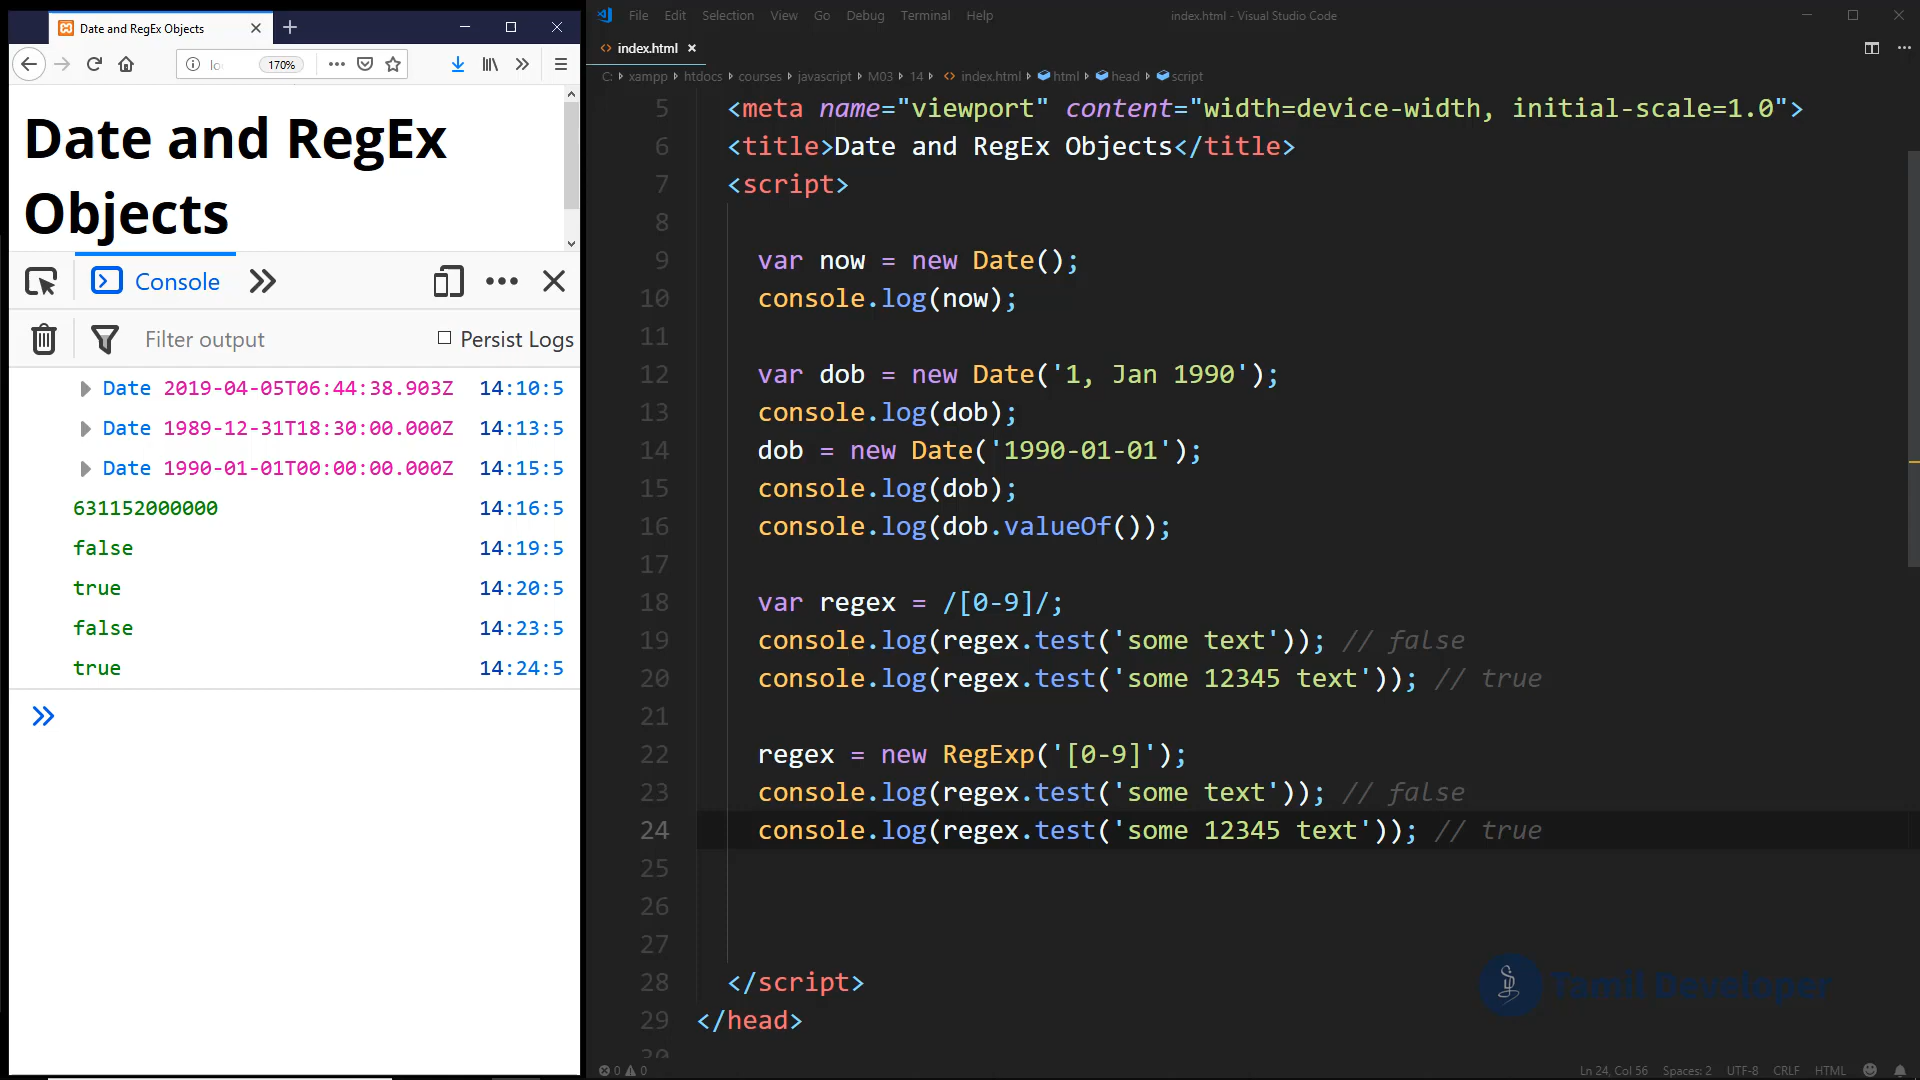 Date and RegEx Objects
170%
Date and RegEx
Objects
Console
Filter output
Persist Logs
Date 2019-04-05T06:44:38.903Z 14:10:5
Date 1989-12-31T18:30:00.000Z 14:13:5
Date 1990-01-01T00:00:00.000Z 14:15:5
631152000000 14:16:5
false 14:19:5
true 14:20:5
false 14:23:5
true 14:24:5
File Edit Selection View Go Debug Terminal Help
index.html - Visual Studio Code
index.html
C: xampp htdocs courses javascript M03 14 index.html html head script
5 <meta name="viewport" content="width=device-width, initial-scale=1.0">
6 <title>Date and RegEx Objects</title>
7 <script>
8
9 var now = new Date();
10 console.log(now);
11
12 var dob = new Date('1, Jan 1990');
13 console.log(dob);
14 dob = new Date('1990-01-01');
15 console.log(dob);
16 console.log(dob.valueOf());
17
18 var regex = /[0-9]/;
19 console.log(regex.test('some text')); // false
20 console.log(regex.test('some 12345 text')); // true
21
22 regex = new RegExp('[0-9]');
23 console.log(regex.test('some text')); // false
24 console.log(regex.test('some 12345 text')); // true
25
26
27
28 </script>
29 </head>
30
Tamil Developer
0 0
Ln 24, Col 56 Spaces: 2 UTF-8 CRLF HTML